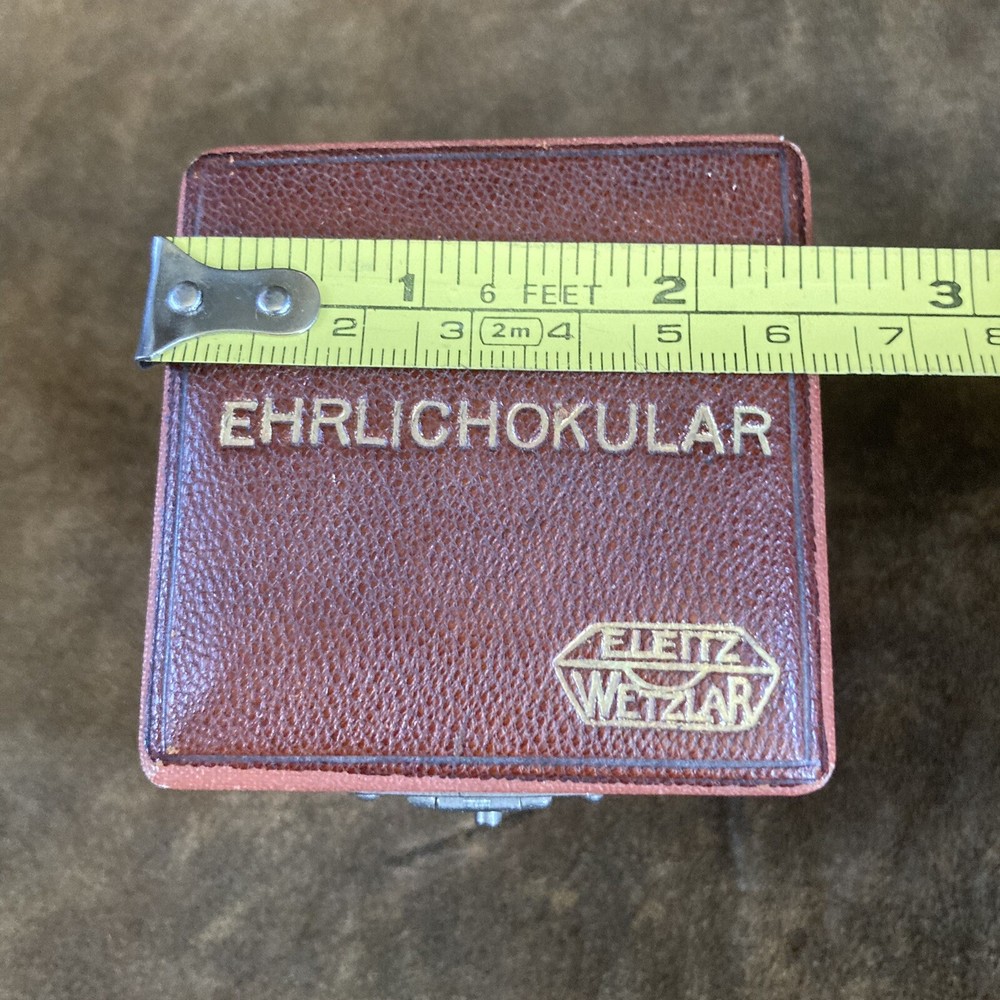 1 6 FEET 2 3
2 3 2m 4 5 6 7 8
EHRLICHOKULAR
E.LEITZ
WETZLAR